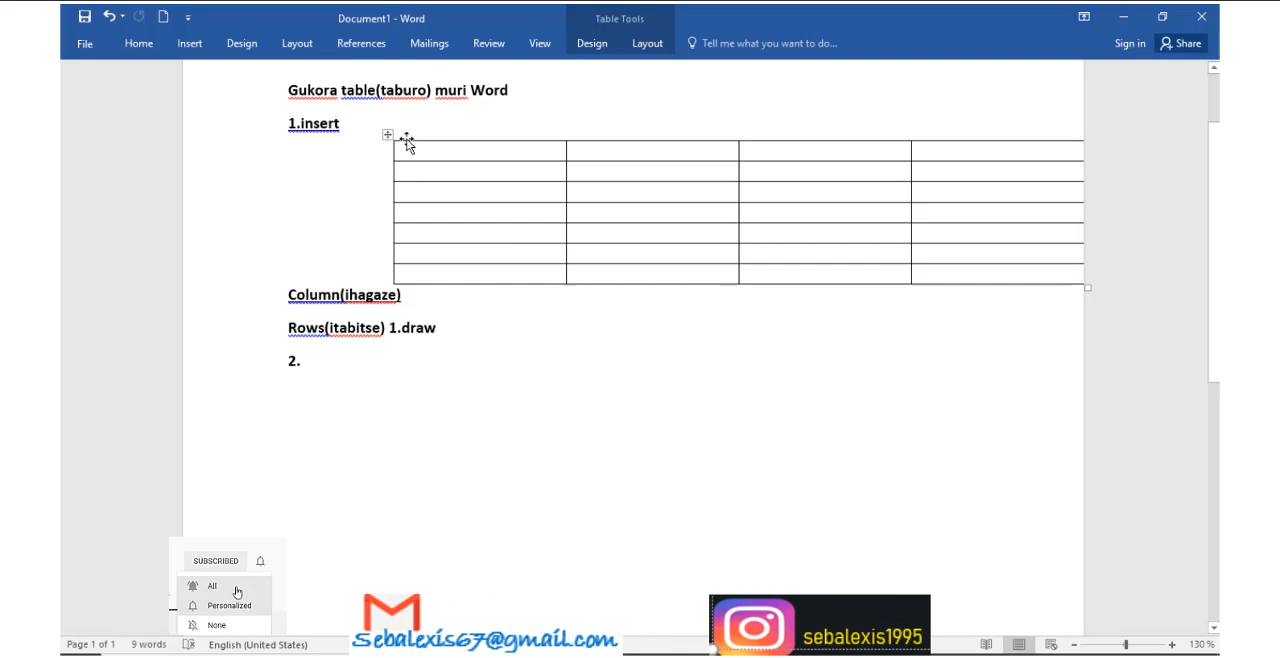 Document1 - Word
Table Tools
File
Home
Insert
Design
Layout
References
Mailings
Review
View
Design
Layout
Tell me what you want to do...
Sign in
Share
Gukora table(taburo) muri Word
1.insert
Column(ihagaze)
Rows(itabitse) 1.draw
2.
SUBSCRIBED
All
Personalized
None
sebalexis67@gmail.com
sebalexis1995
Page 1 of 1
9 words
English (United States)
130 %